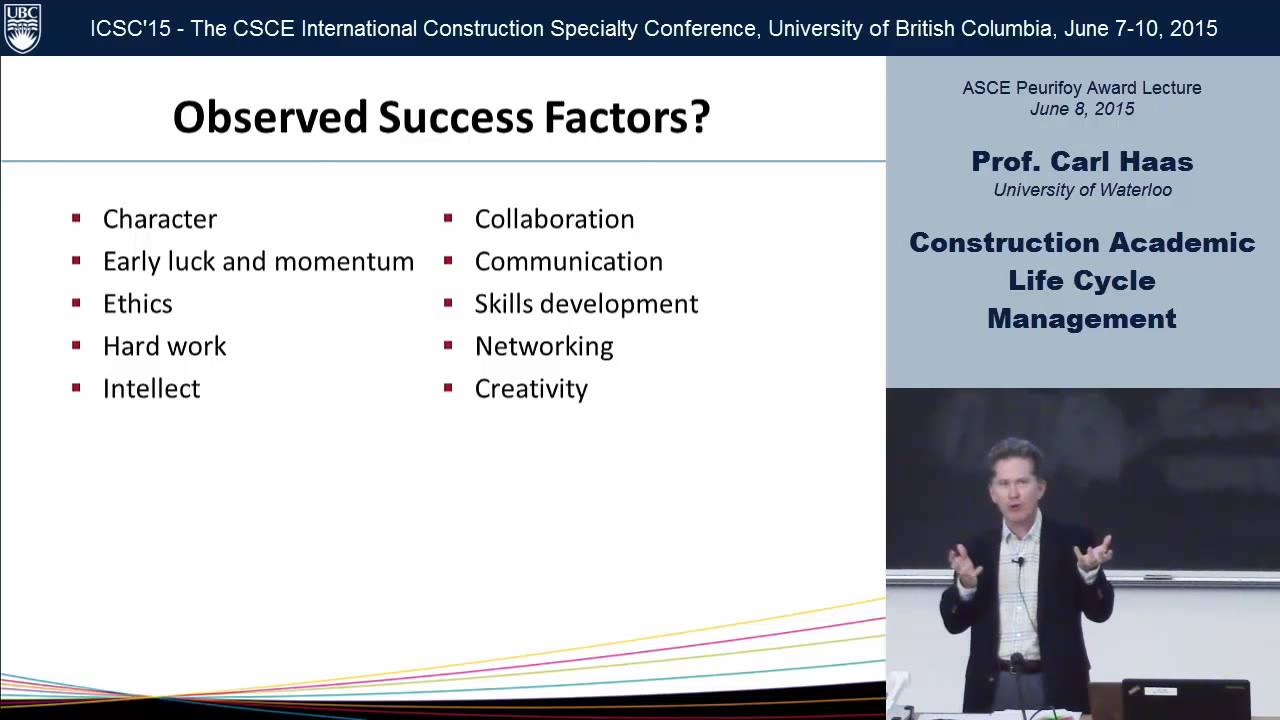 UBC
ICSC'15 - The CSCE International Construction Specialty Conference, University of British Columbia, June 7-10, 2015
Observed Success Factors?
Character
Early luck and momentum
Ethics
Hard work
Intellect
Collaboration
Communication
Skills development
Networking
Creativity
ASCE Peurifoy Award Lecture
June 8, 2015
Prof. Carl Haas
University of Waterloo
Construction Academic
Life Cycle
Management